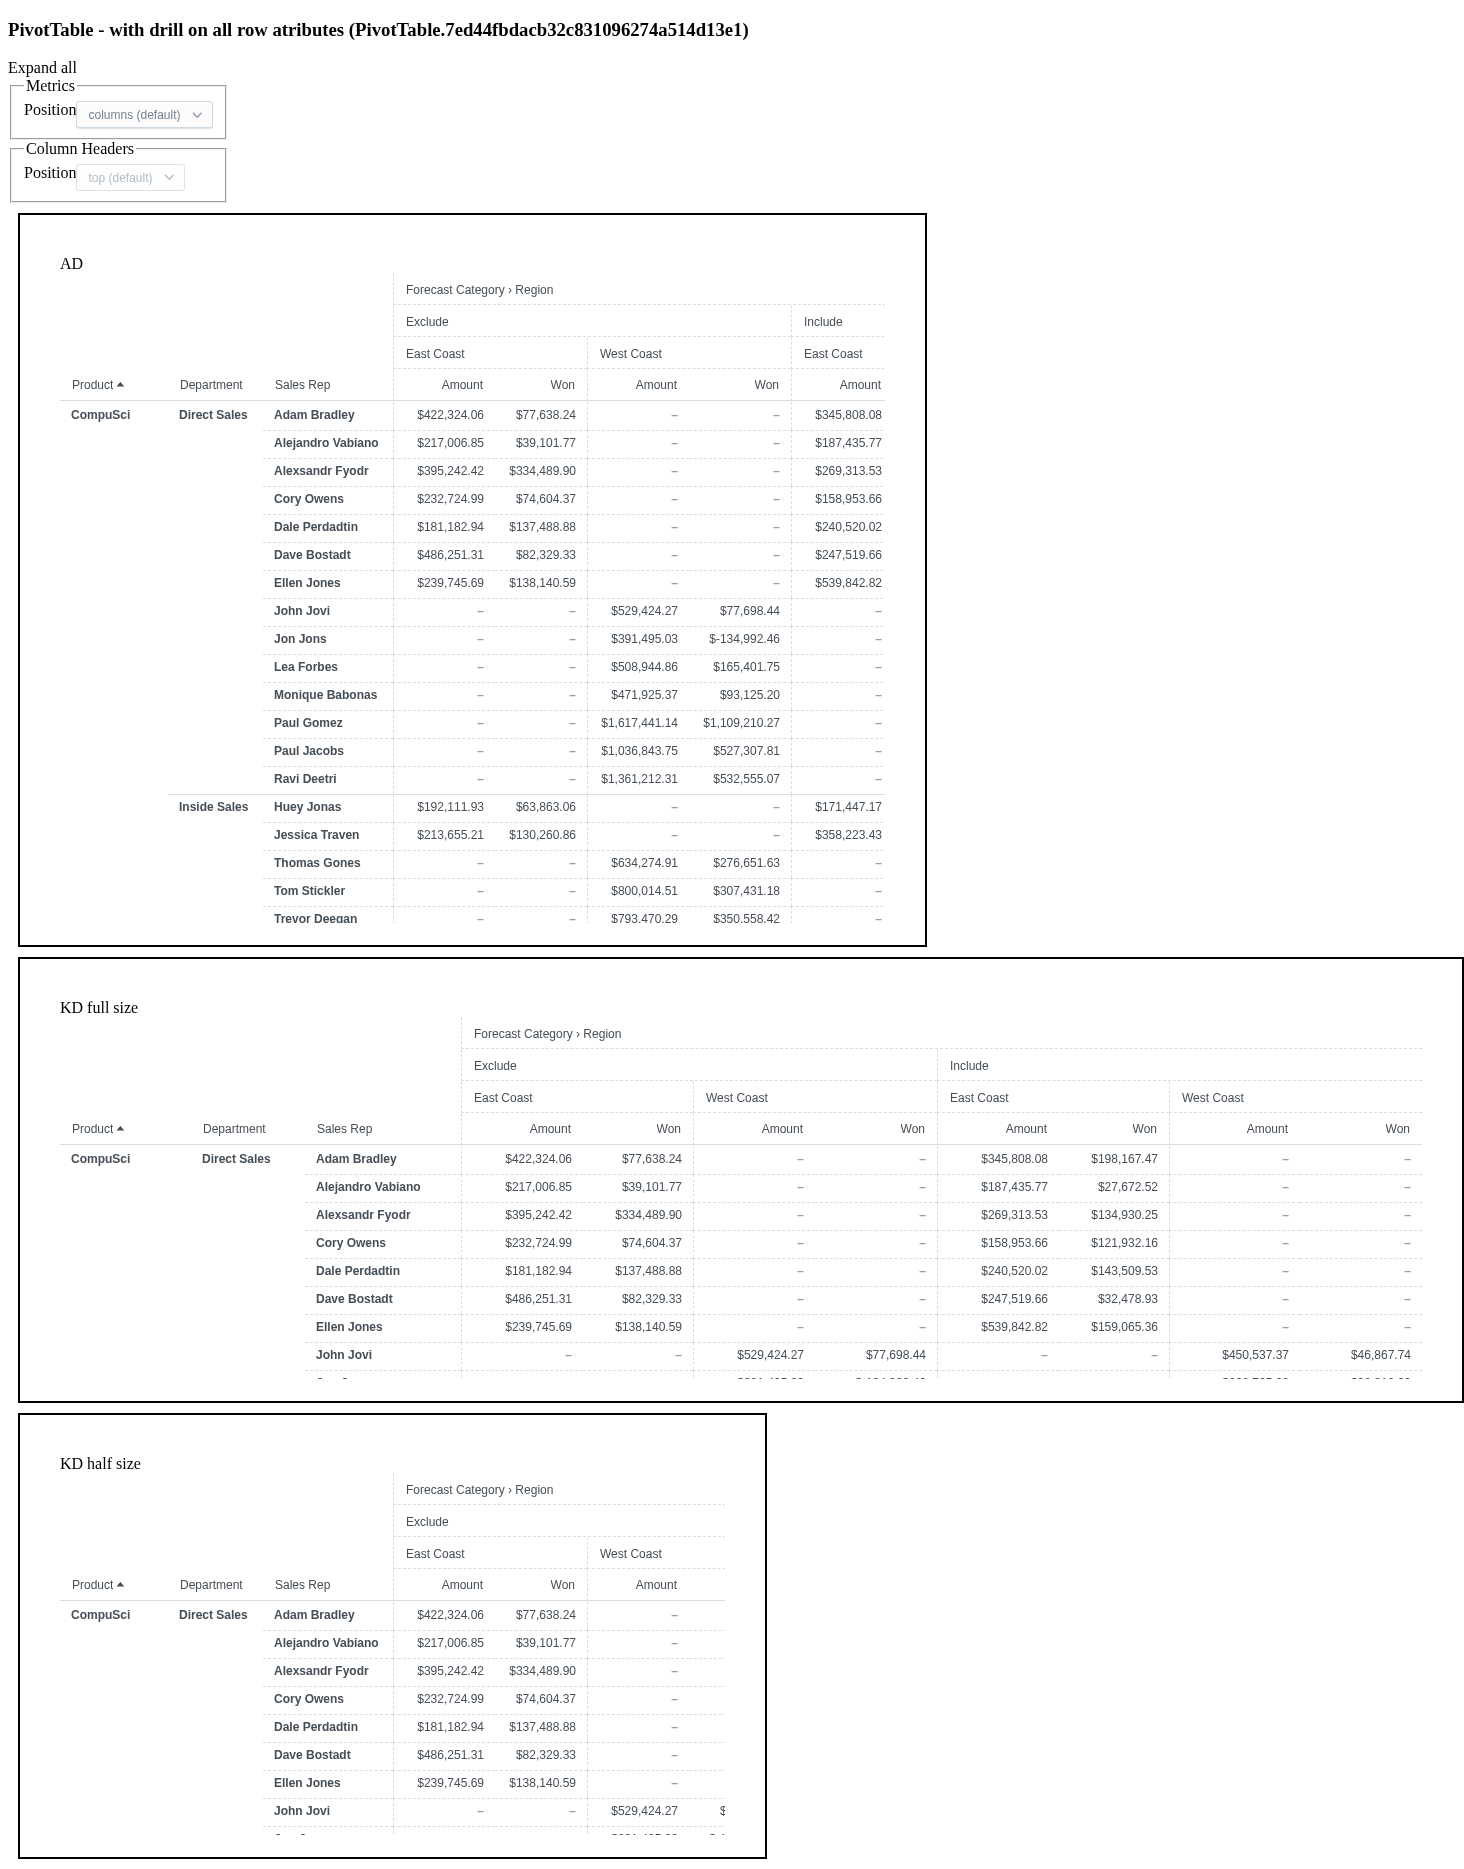 PivotTable - with drill on all row atributes (PivotTable.7ed44fbdacb32c831096274a514d13e1)
Expand all
Metrics
Position columns (default)
Column Headers
Position top (default)
AD
Forecast Category › Region
Exclude Include
East Coast West Coast East Coast
Product Department Sales Rep Amount Won Amount Won Amount
CompuSci Direct Sales Adam Bradley $422,324.06 $77,638.24 – – $345,808.08
Alejandro Vabiano $217,006.85 $39,101.77 – – $187,435.77
Alexsandr Fyodr $395,242.42 $334,489.90 – – $269,313.53
Cory Owens $232,724.99 $74,604.37 – – $158,953.66
Dale Perdadtin $181,182.94 $137,488.88 – – $240,520.02
Dave Bostadt $486,251.31 $82,329.33 – – $247,519.66
Ellen Jones $239,745.69 $138,140.59 – – $539,842.82
John Jovi – – $529,424.27 $77,698.44 –
Jon Jons – – $391,495.03 $-134,992.46 –
Lea Forbes – – $508,944.86 $165,401.75 –
Monique Babonas – – $471,925.37 $93,125.20 –
Paul Gomez – – $1,617,441.14 $1,109,210.27 –
Paul Jacobs – – $1,036,843.75 $527,307.81 –
Ravi Deetri – – $1,361,212.31 $532,555.07 –
Inside Sales Huey Jonas $192,111.93 $63,863.06 – – $171,447.17
Jessica Traven $213,655.21 $130,260.86 – – $358,223.43
Thomas Gones – – $634,274.91 $276,651.63 –
Tom Stickler – – $800,014.51 $307,431.18 –
Trevor Deegan – – $793,470.29 $350,558.42 –
KD full size
Forecast Category › Region
Exclude Include
East Coast West Coast East Coast West Coast
Product Department Sales Rep Amount Won Amount Won Amount Won Amount Won
CompuSci Direct Sales Adam Bradley $422,324.06 $77,638.24 – – $345,808.08 $198,167.47 – –
Alejandro Vabiano $217,006.85 $39,101.77 – – $187,435.77 $27,672.52 – –
Alexsandr Fyodr $395,242.42 $334,489.90 – – $269,313.53 $134,930.25 – –
Cory Owens $232,724.99 $74,604.37 – – $158,953.66 $121,932.16 – –
Dale Perdadtin $181,182.94 $137,488.88 – – $240,520.02 $143,509.53 – –
Dave Bostadt $486,251.31 $82,329.33 – – $247,519.66 $32,478.93 – –
Ellen Jones $239,745.69 $138,140.59 – – $539,842.82 $159,065.36 – –
John Jovi – – $529,424.27 $77,698.44 – – $450,537.37 $46,867.74
KD half size
Forecast Category › Region
Exclude
East Coast West Coast
Product Department Sales Rep Amount Won Amount
CompuSci Direct Sales Adam Bradley $422,324.06 $77,638.24 –
Alejandro Vabiano $217,006.85 $39,101.77 –
Alexsandr Fyodr $395,242.42 $334,489.90 –
Cory Owens $232,724.99 $74,604.37 –
Dale Perdadtin $181,182.94 $137,488.88 –
Dave Bostadt $486,251.31 $82,329.33 –
Ellen Jones $239,745.69 $138,140.59 –
John Jovi – – $529,424.27 $